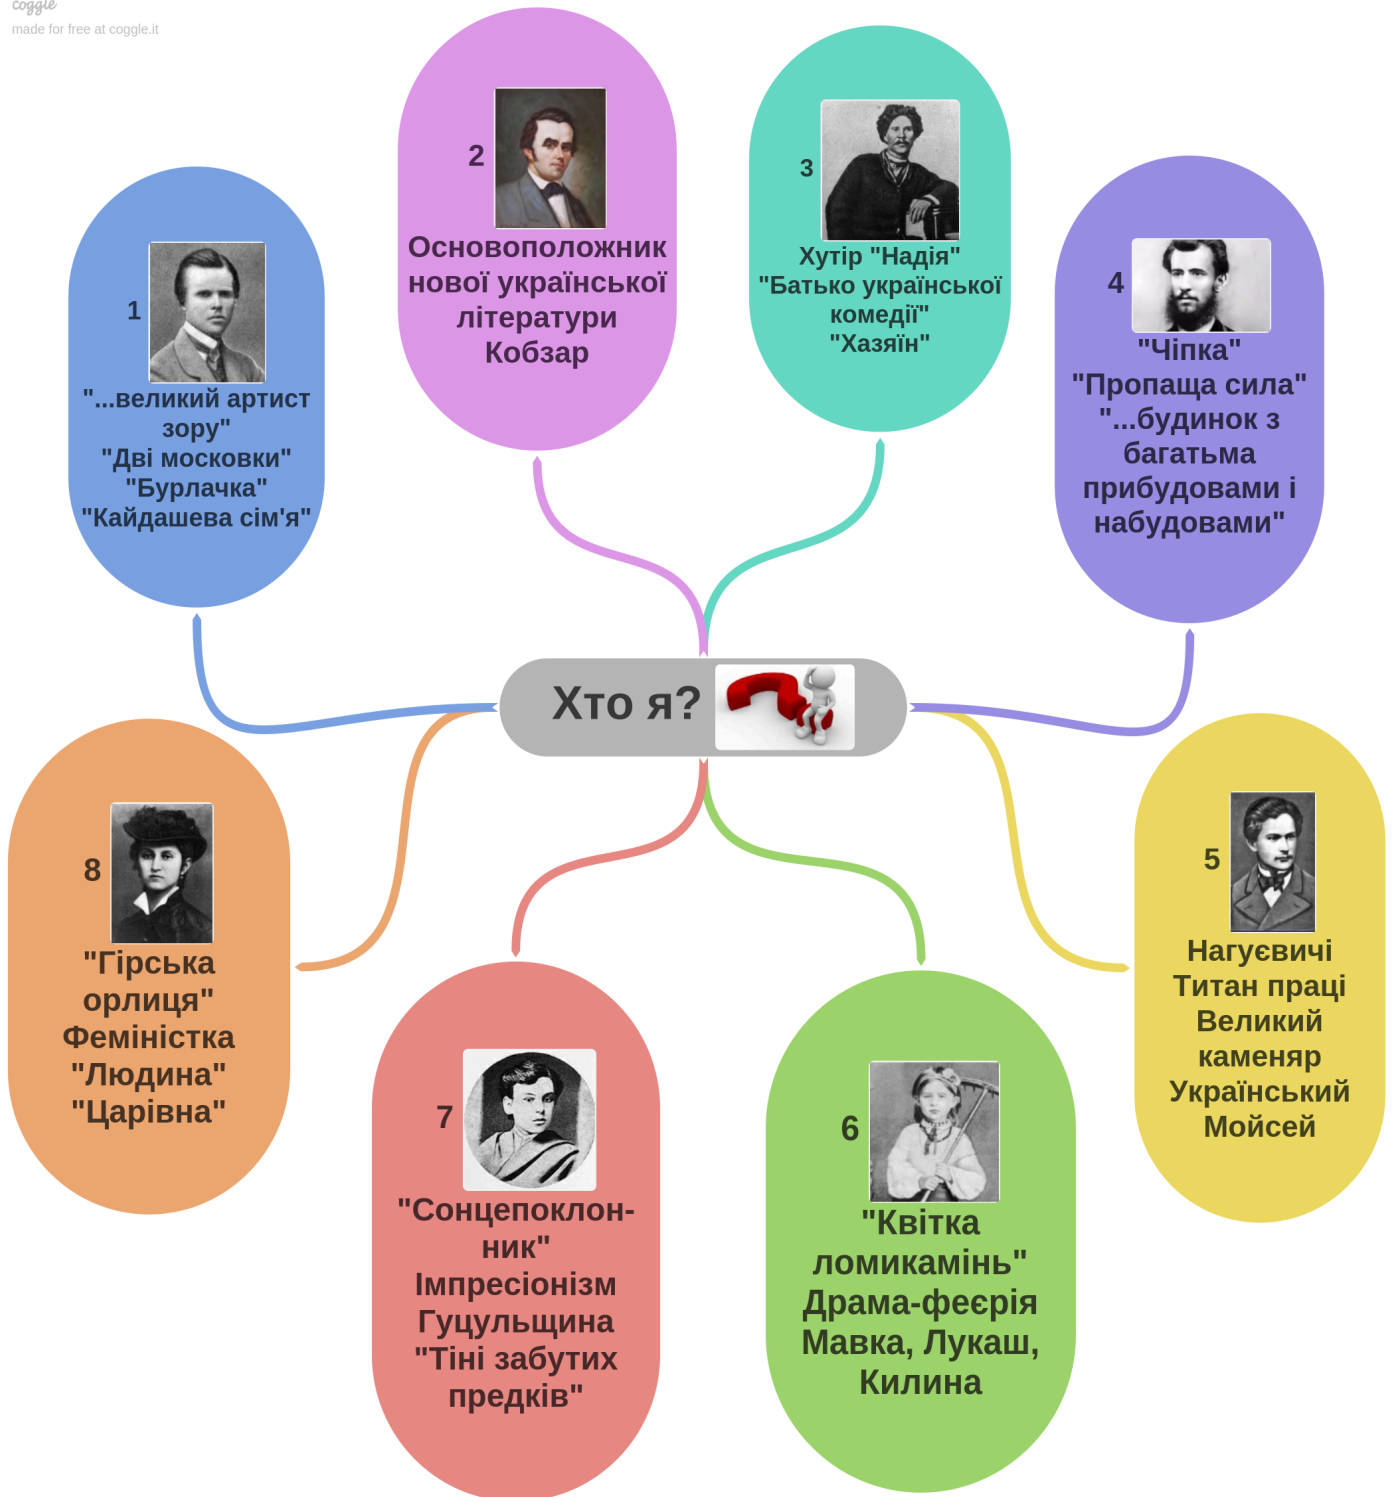 coggle
made for free at coggle.it
Хто я?
1
"...великий артист
зору"
"Дві московки"
"Бурлачка"
"Кайдашева сім'я"
2
Основоположник
нової української
літератури
Кобзар
3
Хутір "Надія"
"Батько української
комедії"
"Хазяїн"
4
"Чіпка"
"Пропаща сила"
"...будинок з
багатьма
прибудовами і
набудовами"
5
Нагуєвичі
Титан праці
Великий
каменяр
Український
Мойсей
6
"Квітка
ломикамінь"
Драма-феєрія
Мавка, Лукаш,
Килина
7
"Сонцепоклон-
ник"
Імпресіонізм
Гуцульщина
"Тіні забутих
предків"
8
"Гірська
орлиця"
Феміністка
"Людина"
"Царівна"